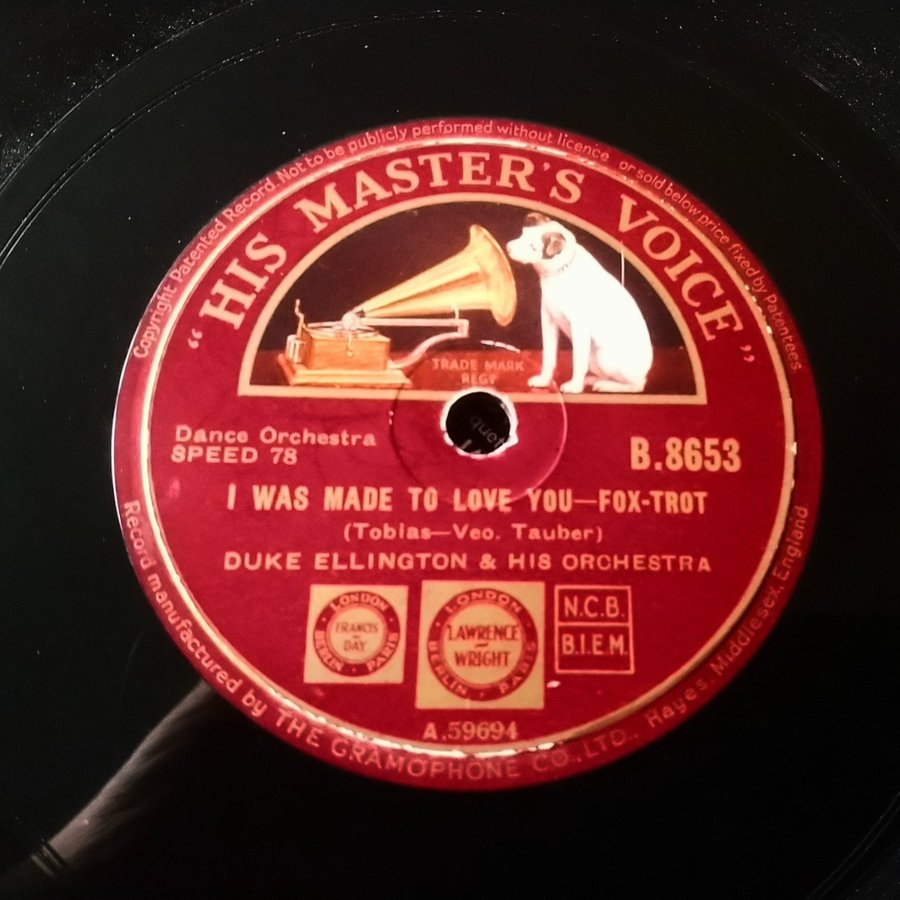 Copyright. Patented Record. Not to be publicly performed without licence or sold below price fixed by Patentees
"HIS MASTER'S VOICE"
TRADE MARK
REGD
Dance Orchestra
SPEED 78
B.8653
I WAS MADE TO LOVE YOU—FOX-TROT
(Tobias—Veo. Tauber)
DUKE ELLINGTON & HIS ORCHESTRA
LONDON
FRANCIS
DAY
BERLIN · PARIS
LONDON
LAWRENCE
WRIGHT
BERLIN · PARIS
N.C.B.
B.I.E.M.
A.59694
Record manufactured by THE GRAMOPHONE CO., LTD., Hayes, Middlesex, England.